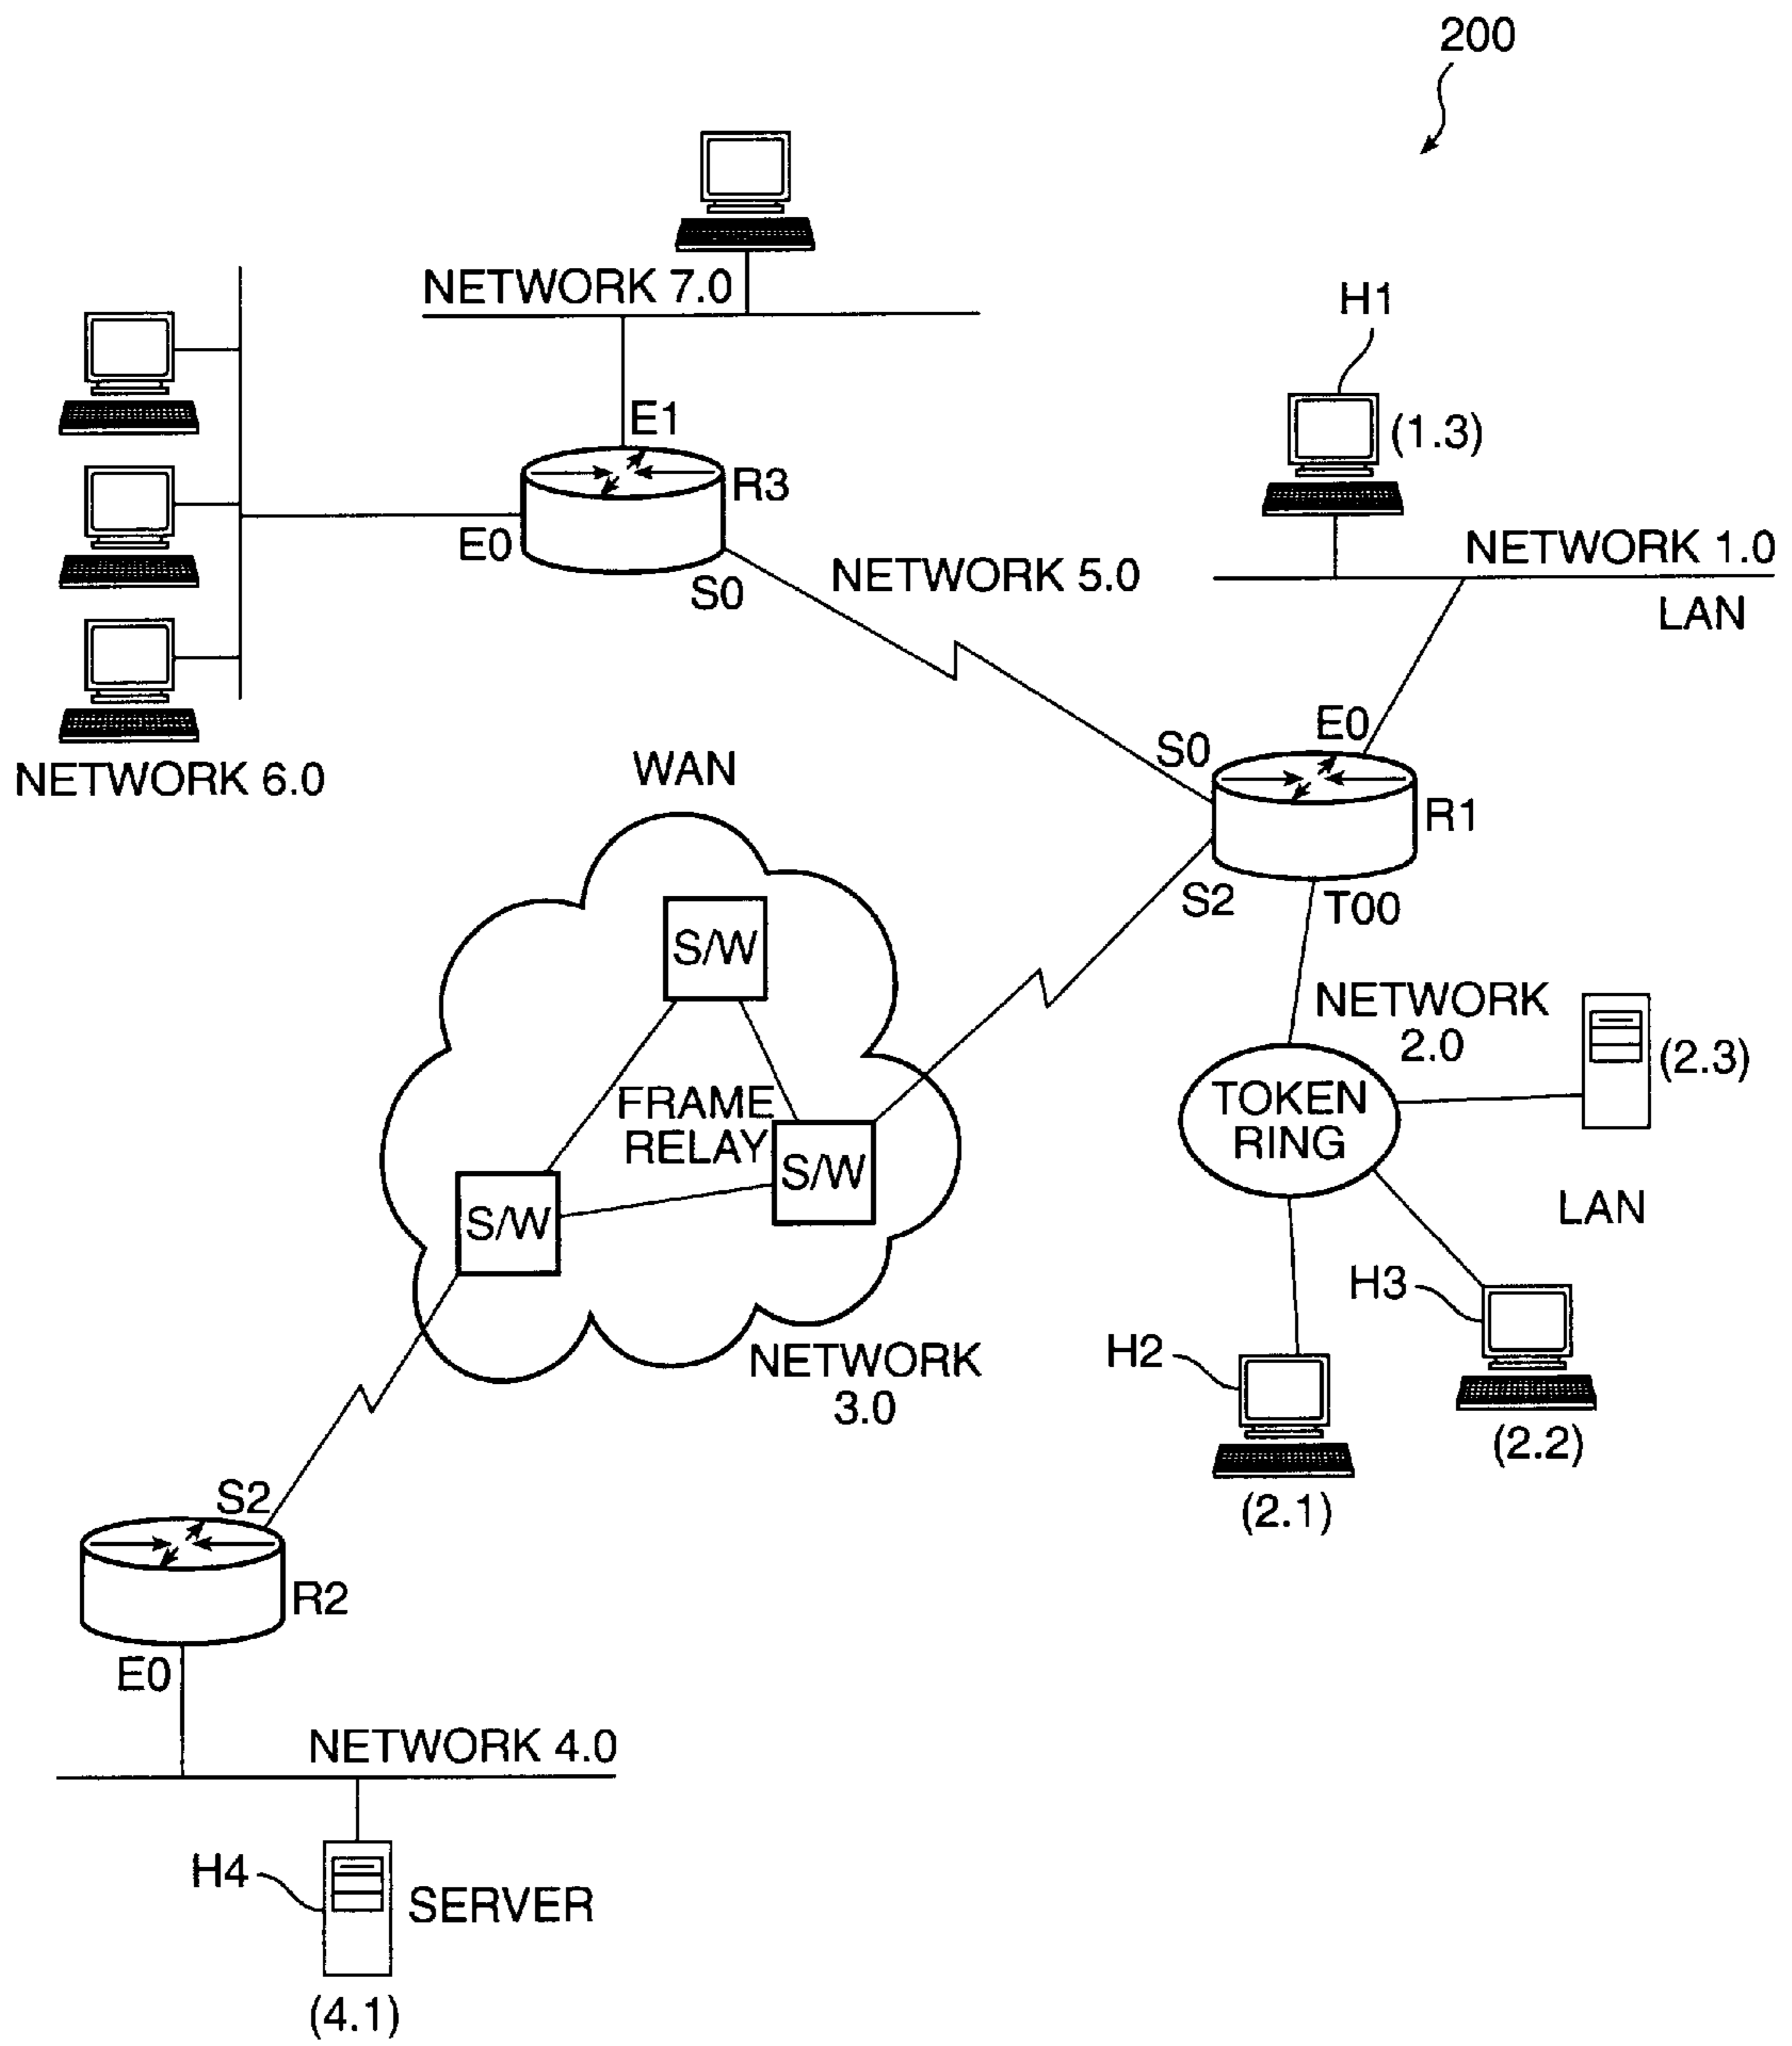 200
NETWORK 7.0
H1
(1.3)
E1
R3
E0
S0
NETWORK 5.0
NETWORK 1.0
LAN
NETWORK 6.0
WAN
S0
E0
R1
S2
T00
S/W
NETWORK
2.0
(2.3)
FRAME
RELAY
TOKEN
RING
S/W
S/W
LAN
H3
H2
NETWORK
3.0
(2.2)
(2.1)
S2
R2
E0
NETWORK 4.0
H4
SERVER
(4.1)